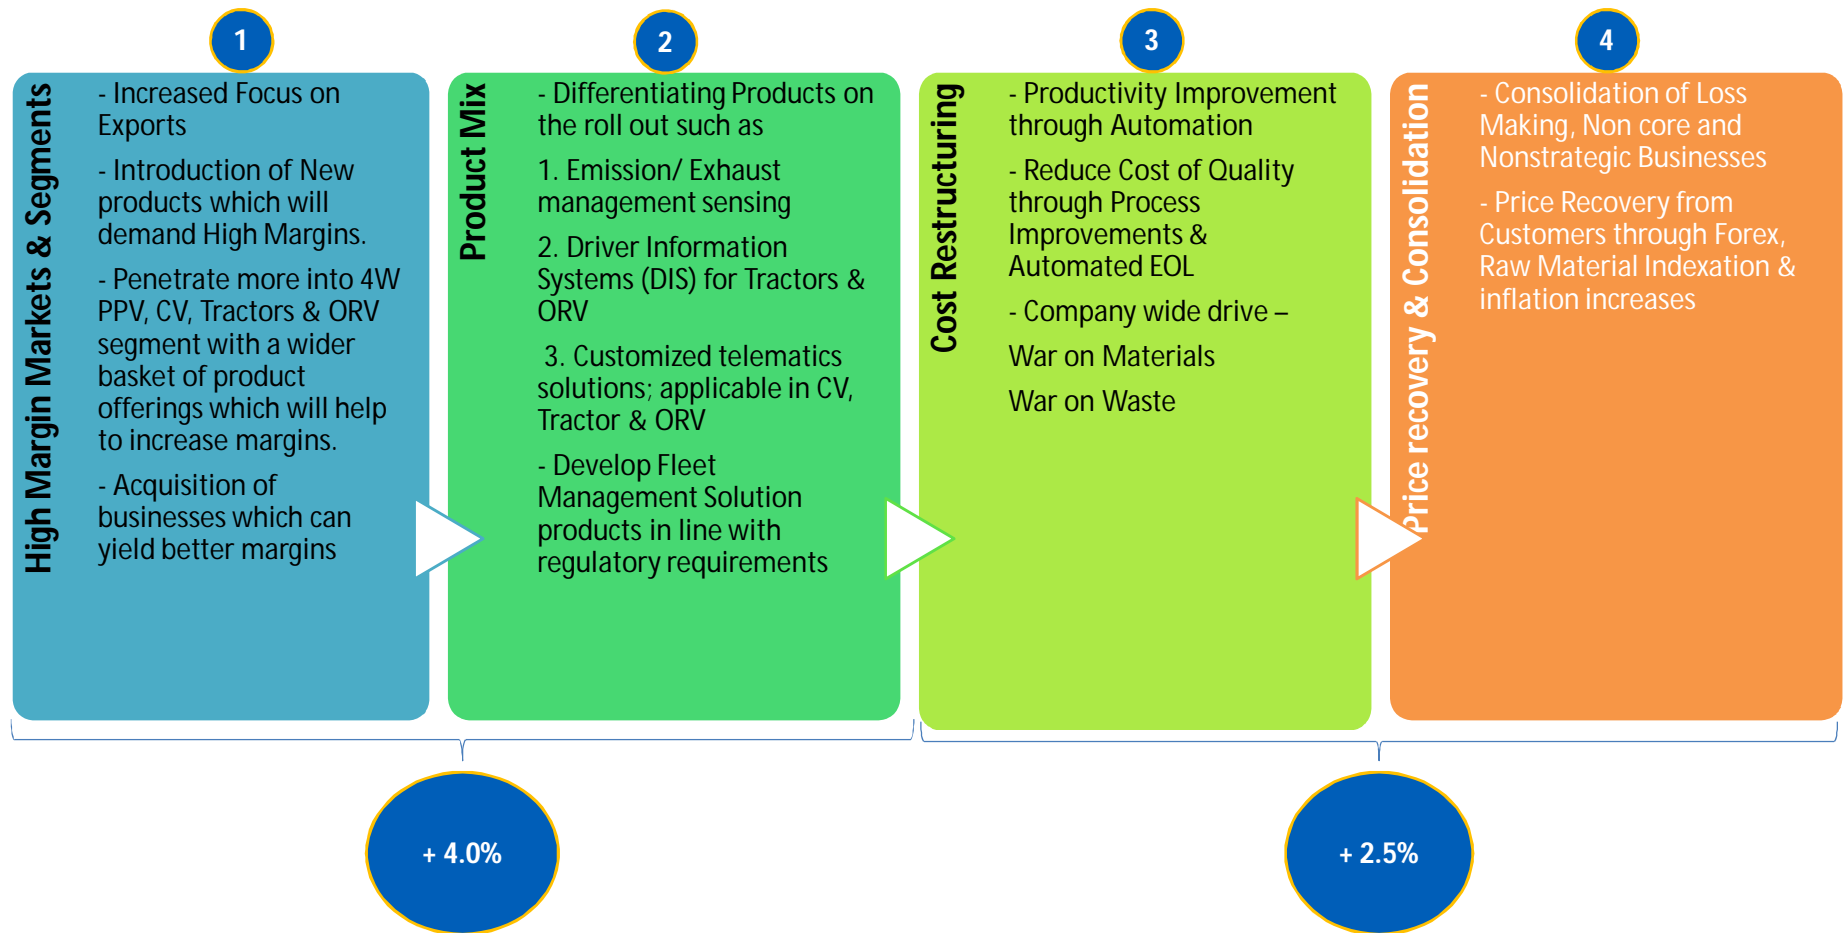 1
High Margin Markets & Segments
- Increased Focus on
Exports
- Introduction of New
products which will
demand High Margins.
- Penetrate more into 4W
PPV, CV, Tractors & ORV
segment with a wider
basket of product
offerings which will help
to increase margins.
- Acquisition of
businesses which can
yield better margins
2
Product Mix
- Differentiating Products on
the roll out such as
1. Emission/ Exhaust
management sensing
2. Driver Information
Systems (DIS) for Tractors &
ORV
3. Customized telematics
solutions; applicable in CV,
Tractor & ORV
- Develop Fleet
Management Solution
products in line with
regulatory requirements
3
Cost Restructuring
- Productivity Improvement
through Automation
- Reduce Cost of Quality
through Process
Improvements &
Automated EOL
- Company wide drive –
War on Materials
War on Waste
4
Price recovery & Consolidation
- Consolidation of Loss
Making, Non core and
Nonstrategic Businesses
- Price Recovery from
Customers through Forex,
Raw Material Indexation &
inflation increases
+ 4.0%
+ 2.5%